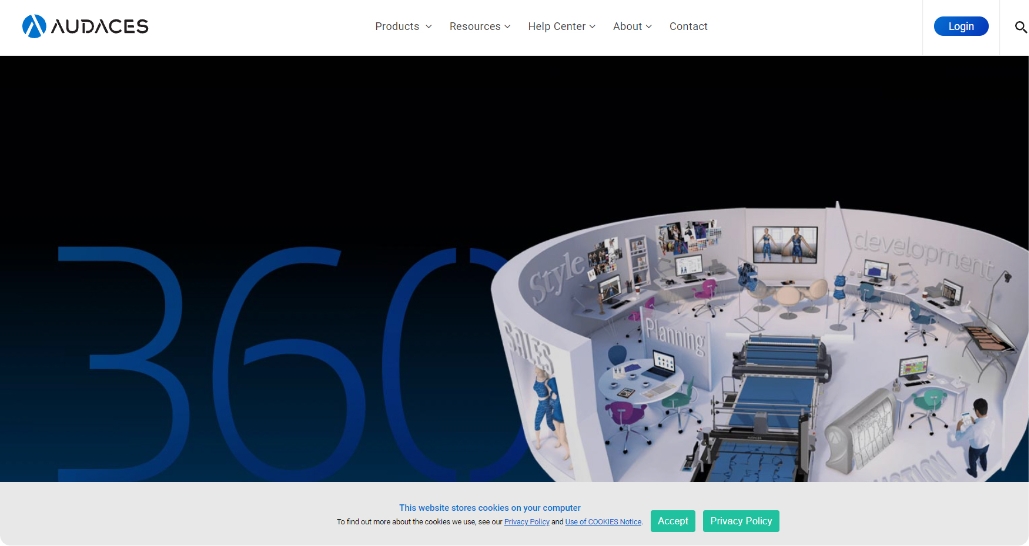 AUDACES
Products
Resources
Help Center
About
Contact
Login
360
Style
development
Planning
SALES
This website stores cookies on your computer
To find out more about the cookies we use, see our Privacy Policy and Use of COOKIES Notice.
Accept
Privacy Policy